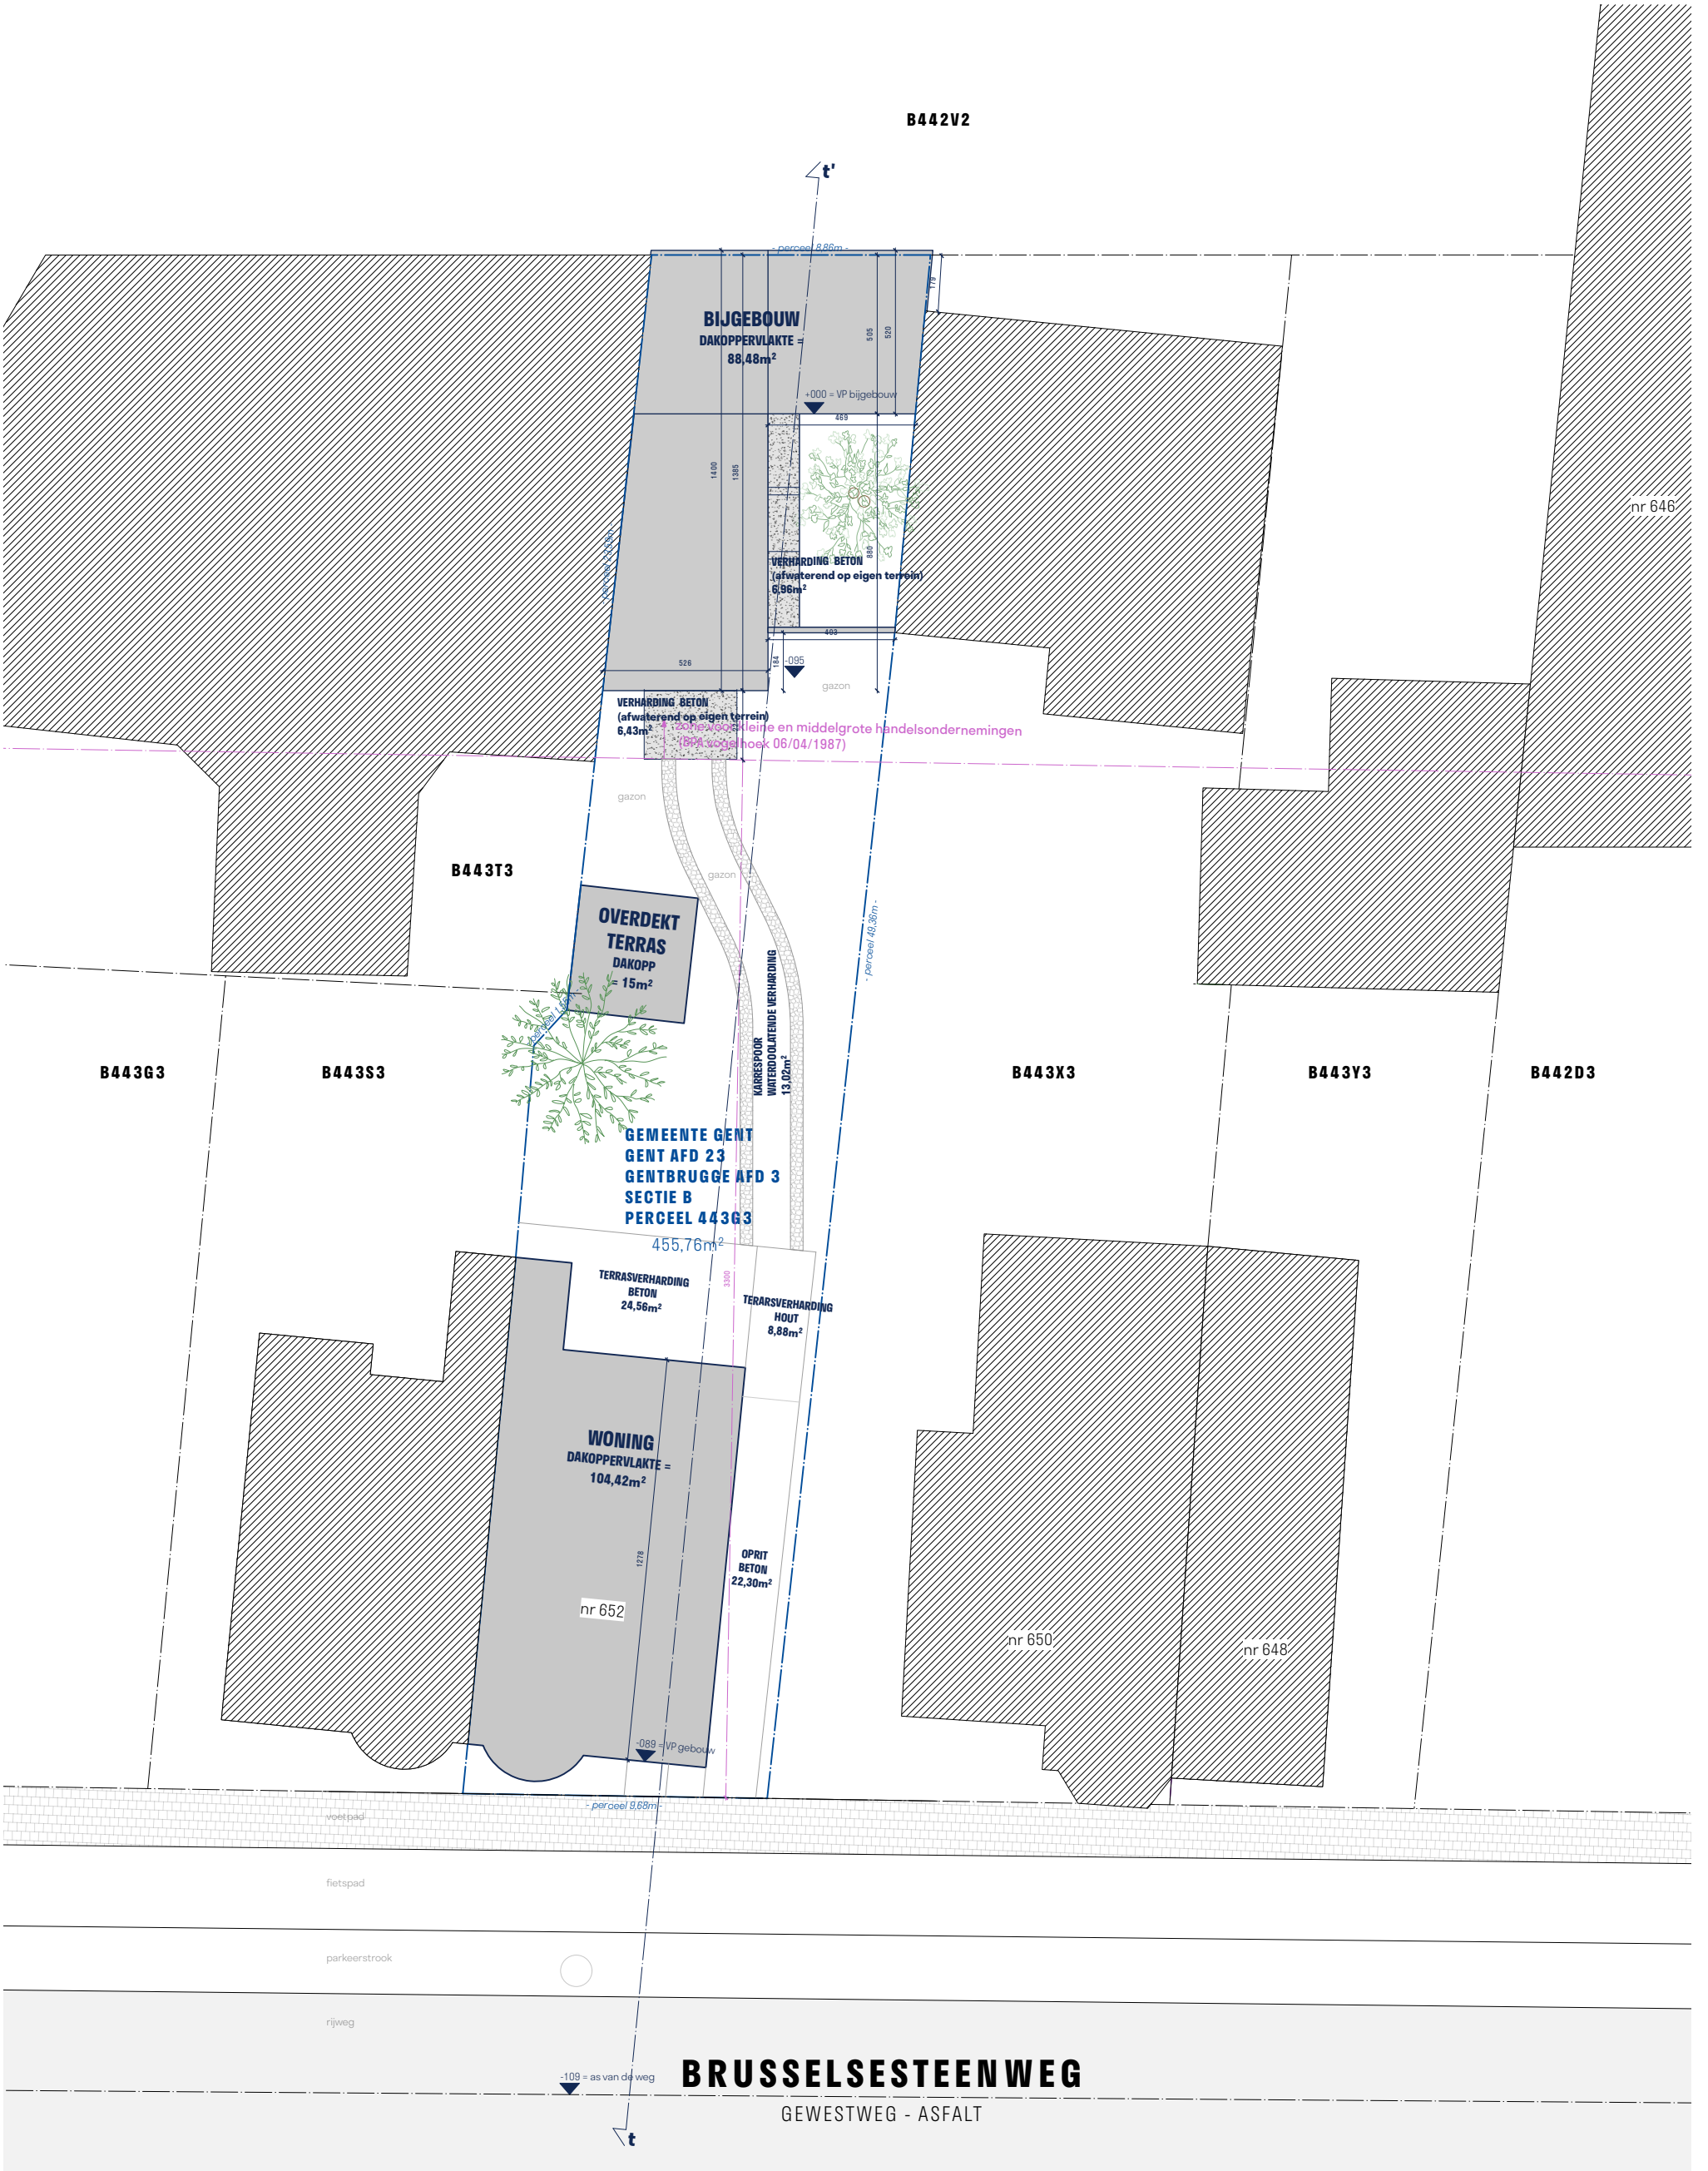 B442V2
t'
- perceel 8,86m -
179
BIJGEBOUW
DAKOPPERVLAKTE =
88,48m²
505
520
+000 = VP bijgebouw
469
1400
1385
nr 646
880
VERHARDING BETON
(afwaterend op eigen terrein)
6,96m²
403
526
184
-095
gazon
VERHARDING BETON
(afwaterend op eigen terrein)
6,43m²
zone voor kleine en middelgrote handelsondernemingen
(BPA vogelhoek 06/04/1987)
gazon
B443T3
gazon
OVERDEKT
TERRAS
DAKOPP
= 15m²
- perceel 49,36m -
KARRESPOOR
WATERDOOLATENDE VERHARDING
13,02m²
B443G3
B443S3
B443X3
B443Y3
B442D3
GEMEENTE GENT
GENT AFD 23
GENTBRUGGE AFD 3
SECTIE B
PERCEEL 443G3
455,76m²
3300
TERRASVERHARDING
BETON
24,56m²
TERARSVERHARDING
HOUT
8,88m²
WONING
DAKOPPERVLAKTE =
104,42m²
1278
OPRIT
BETON
22,30m²
nr 652
nr 650
nr 648
-089 = VP gebouw
- perceel 9,68m -
voetpad
fietspad
parkeerstrook
rijweg
-109 = as van de weg
BRUSSELSESTEENWEG
GEWESTWEG - ASFALT
t